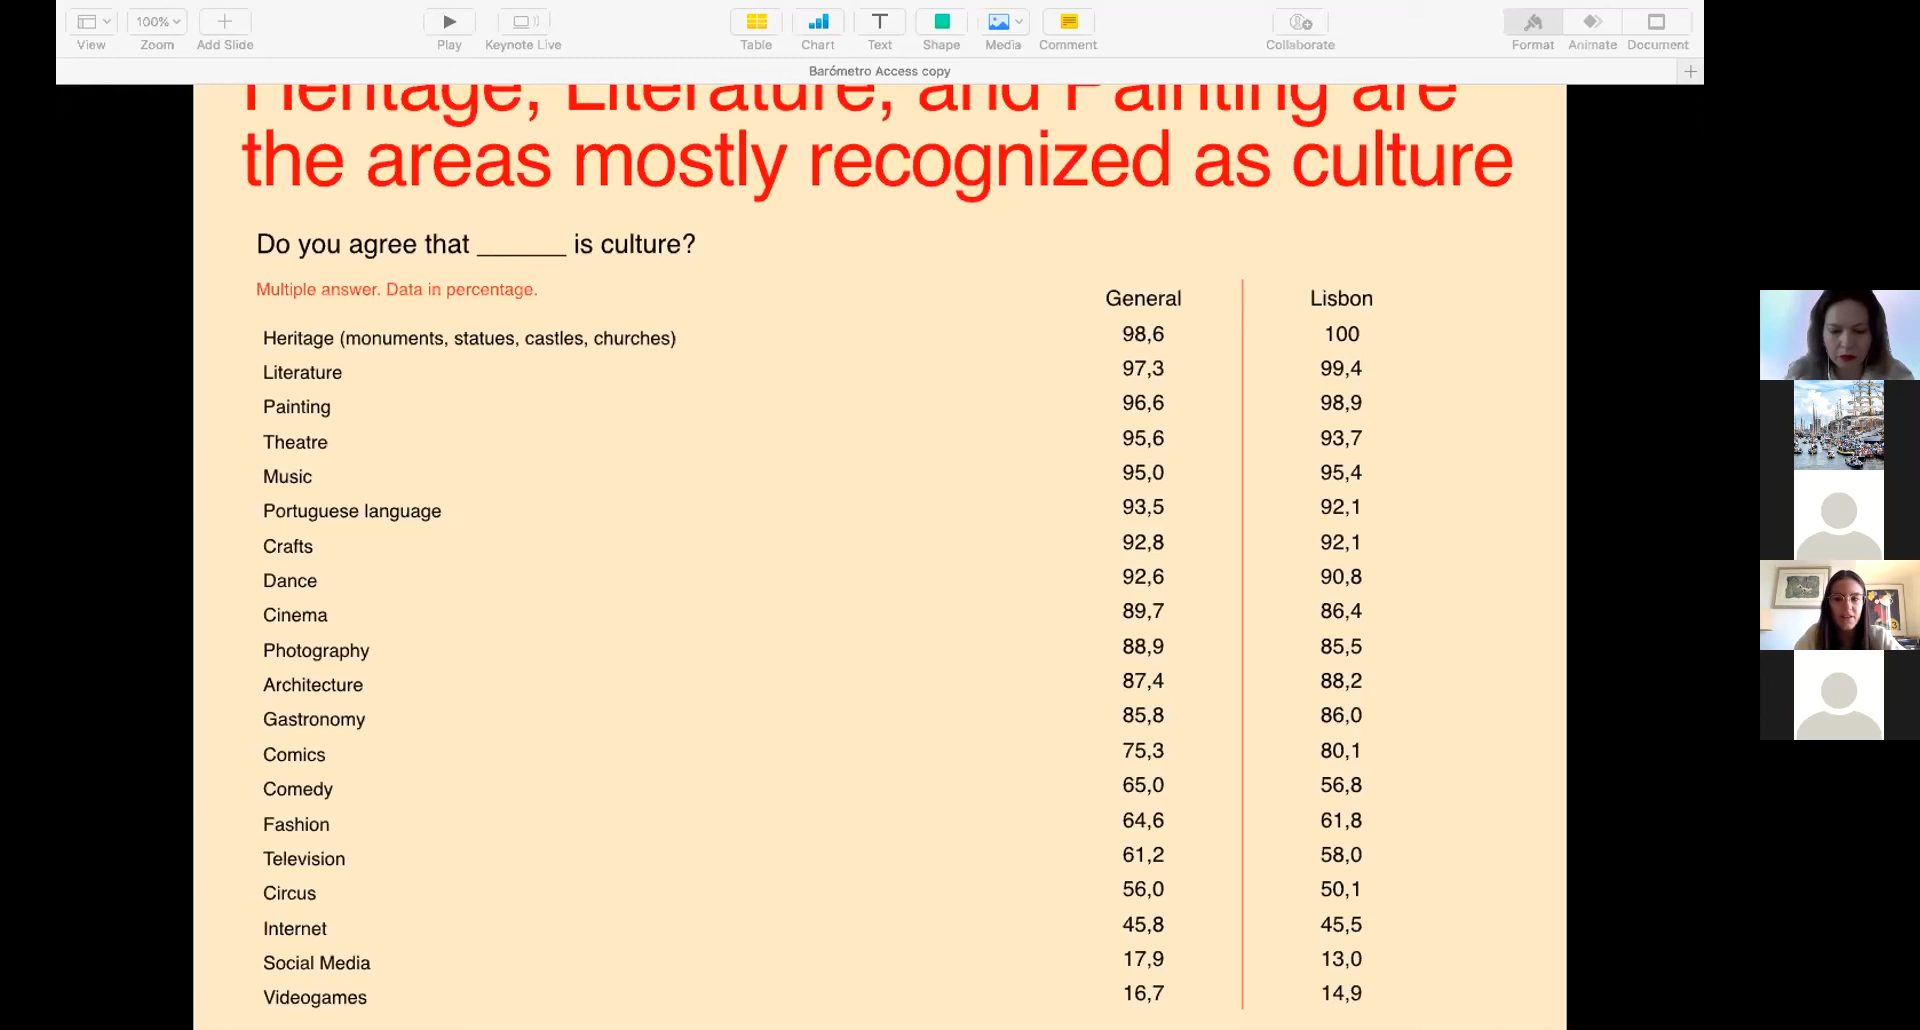 View
100%
Zoom
Add Slide
Play
Keynote Live
Table
Chart
Text
Shape
Media
Comment
Collaborate
Format
Animate
Document
Barómetro Access copy
Heritage, Literature, and Painting are
the areas mostly recognized as culture
Do you agree that ______ is culture?
Multiple answer. Data in percentage.
General Lisbon
Heritage (monuments, statues, castles, churches) 98,6 100
Literature 97,3 99,4
Painting 96,6 98,9
Theatre 95,6 93,7
Music 95,0 95,4
Portuguese language 93,5 92,1
Crafts 92,8 92,1
Dance 92,6 90,8
Cinema 89,7 86,4
Photography 88,9 85,5
Architecture 87,4 88,2
Gastronomy 85,8 86,0
Comics 75,3 80,1
Comedy 65,0 56,8
Fashion 64,6 61,8
Television 61,2 58,0
Circus 56,0 50,1
Internet 45,8 45,5
Social Media 17,9 13,0
Videogames 16,7 14,9